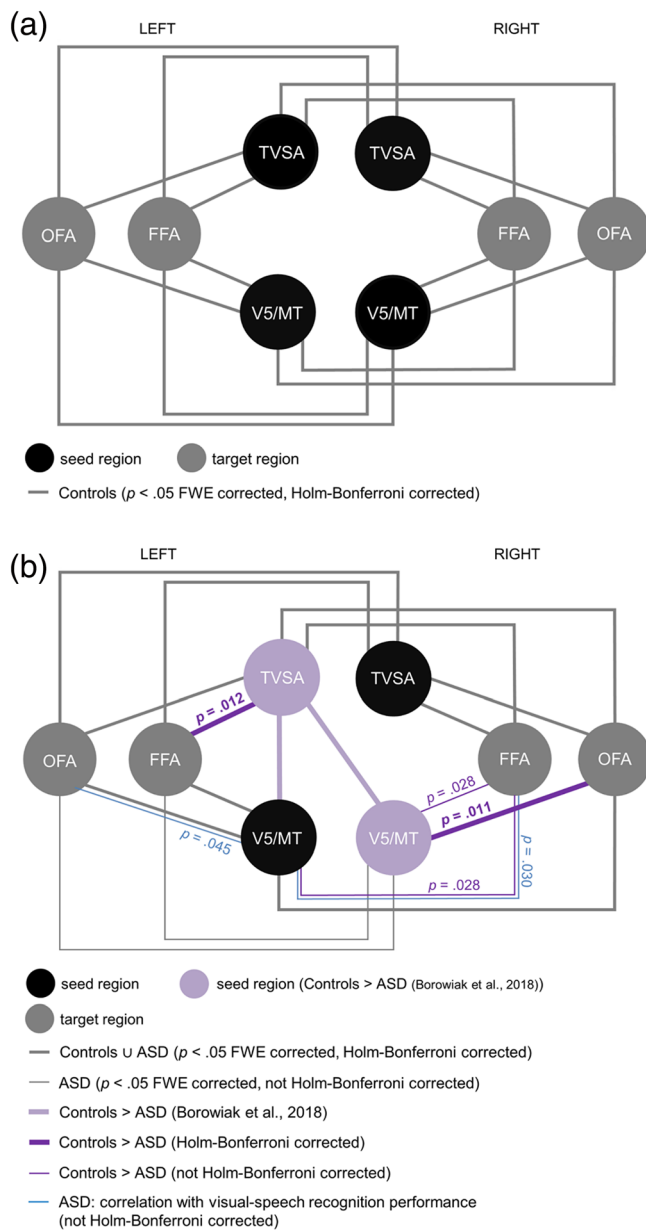 (a)
LEFT RIGHT
TVSA TVSA
OFA FFA FFA OFA
V5/MT V5/MT
seed region target region
Controls (p < .05 FWE corrected, Holm-Bonferroni corrected)
(b)
LEFT RIGHT
TVSA TVSA
p = .012
OFA FFA FFA OFA
p = .028
p = .011
p = .045
V5/MT V5/MT
p = .030
p = .028
seed region seed region (Controls > ASD (Borowiak et al., 2018))
target region
Controls ∪ ASD (p < .05 FWE corrected, Holm-Bonferroni corrected)
ASD (p < .05 FWE corrected, not Holm-Bonferroni corrected)
Controls > ASD (Borowiak et al., 2018)
Controls > ASD (Holm-Bonferroni corrected)
Controls > ASD (not Holm-Bonferroni corrected)
ASD: correlation with visual-speech recognition performance
(not Holm-Bonferroni corrected)